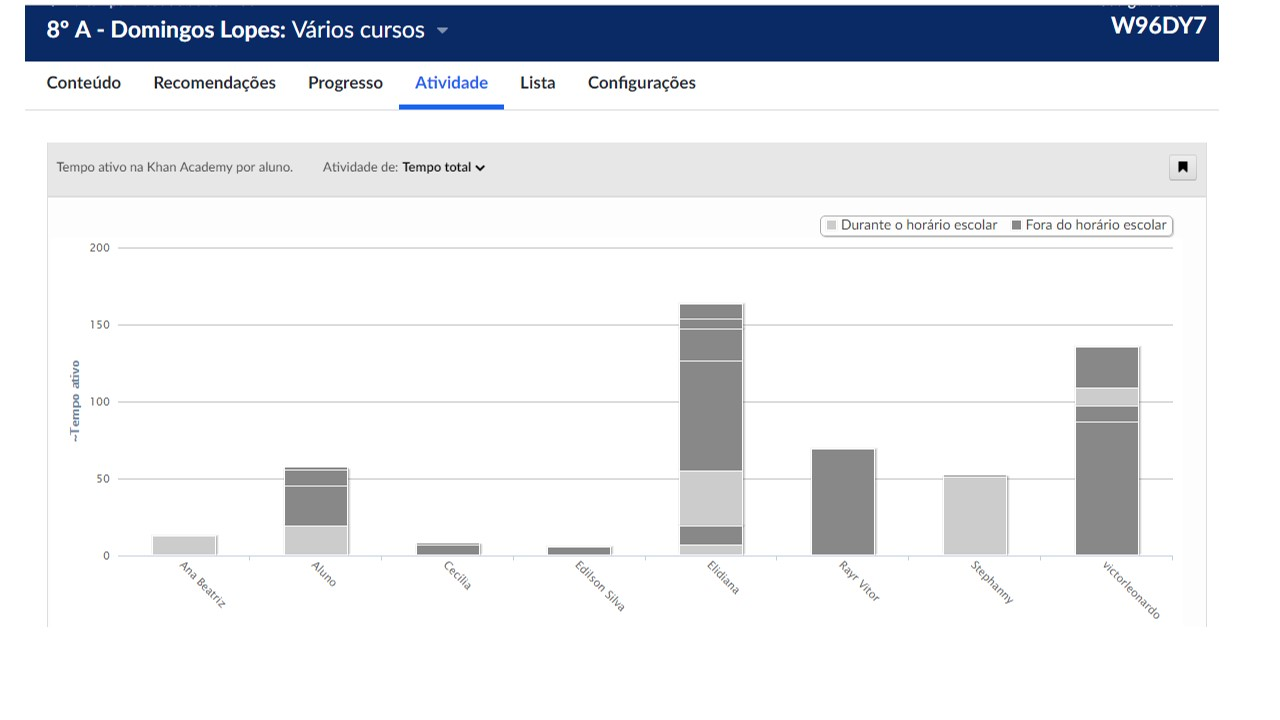 8º A - Domingos Lopes: Vários cursos
W96DY7
Conteúdo Recomendações Progresso Atividade Lista Configurações
Tempo ativo na Khan Academy por aluno. Atividade de: Tempo total
Durante o horário escolar Fora do horário escolar
200
150
100
50
0
~Tempo ativo
Ana Beatriz
Aluno
Cecília
Edilson Silva
Elidiana
Rayr Vitor
Stephanny
victorleonardo